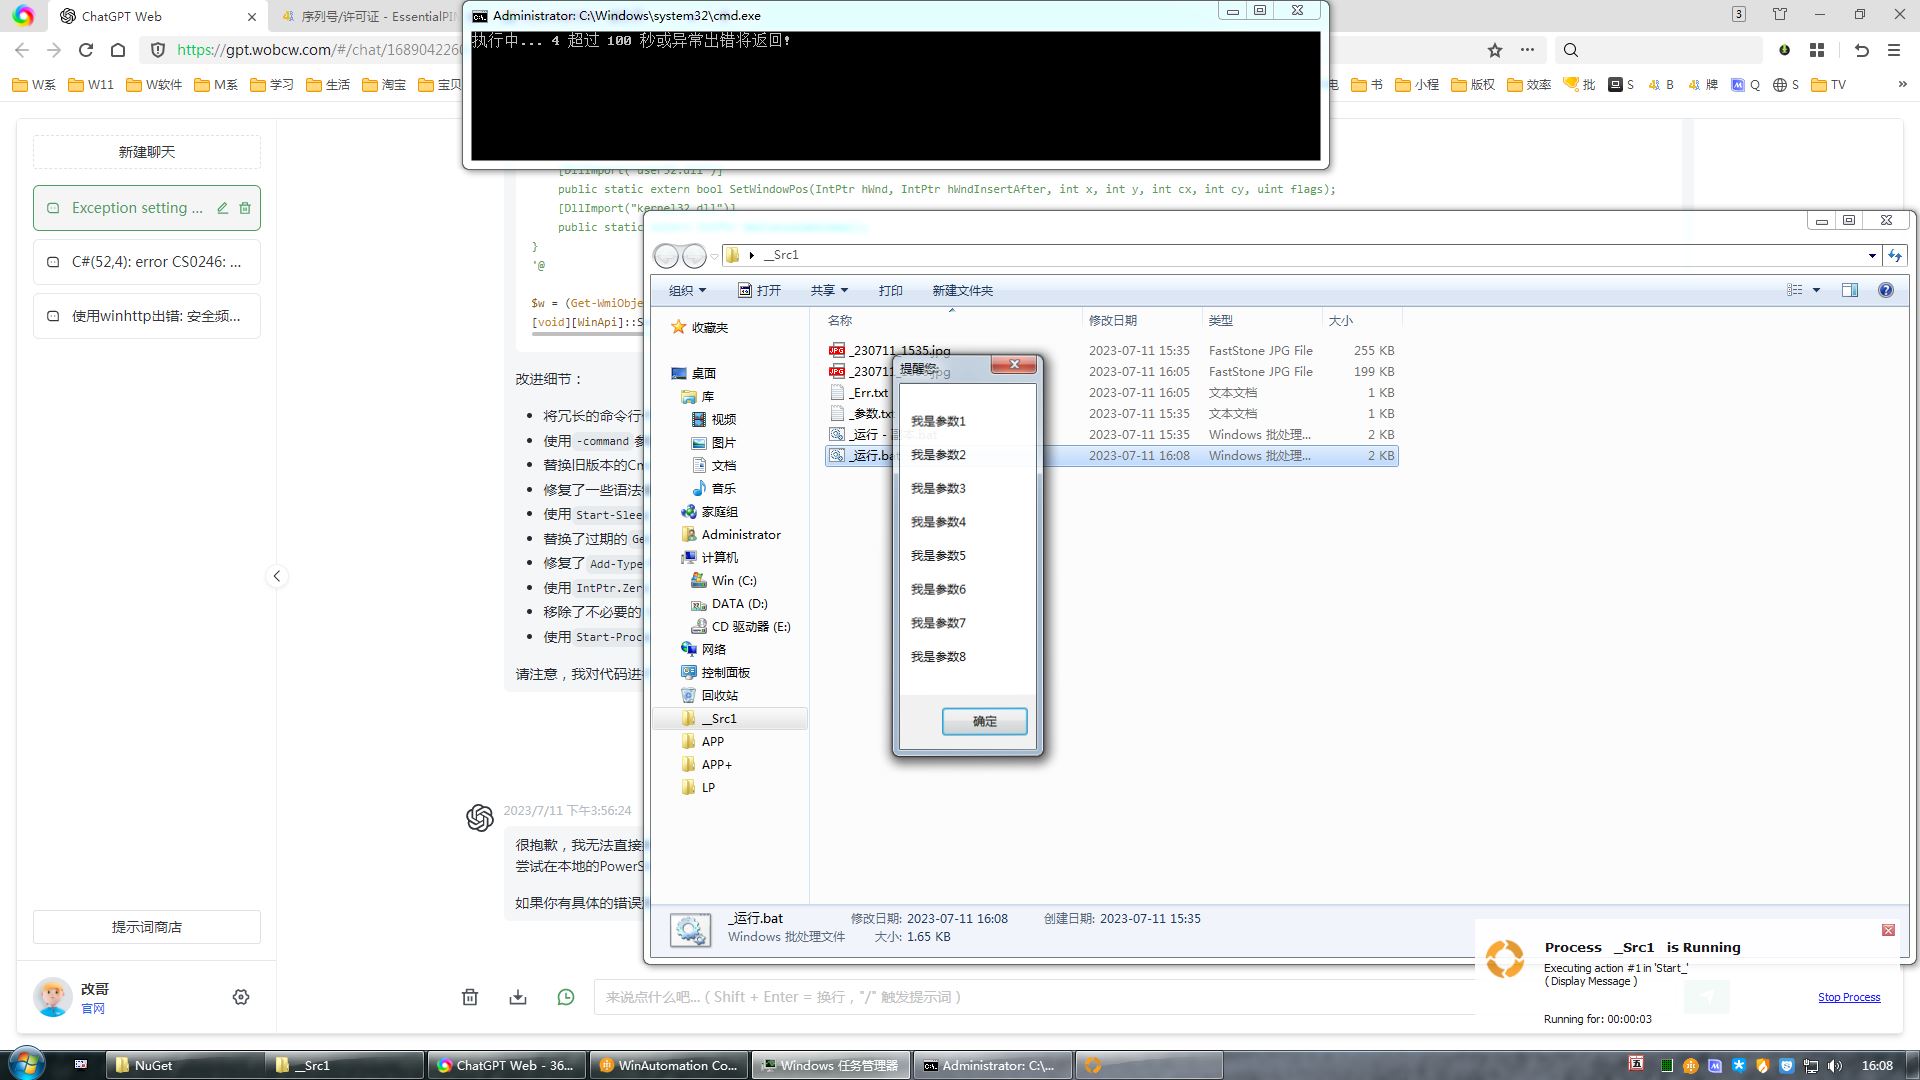 ChatGPT Web
序列号/许可证 - EssentialPIN
Administrator: C:\Windows\system32\cmd.exe
3
https://gpt.wobcw.com/#/chat/1689042260
执行中... 4 超过 100 秒或异常出错将返回!
W系
W11
W软件
M系
学习
生活
淘宝
宝贝
电
书
小程
版权
效率
批
S
B
牌
Q
S
TV
»
新建聊天
Exception setting ...
C#(52,4): error CS0246: ...
使用winhttp出错: 安全频...
提示词商店
改哥
官网
[DllImport("user32.dll")]
public static extern bool SetWindowPos(IntPtr hWnd, IntPtr hWndInsertAfter, int x, int y, int cx, int cy, uint flags);
[DllImport("kernel32.dll")]
public static
}
'@
$w = (Get-WmiObje
[void][WinApi]::S
改进细节：
将冗长的命令行
使用 -command 参
替换旧版本的Cm
修复了一些语法
使用 Start-Slee
替换了过期的 Ge
修复了 Add-Type
使用 IntPtr.Zer
移除了不必要的
使用 Start-Proc
请注意，我对代码进
2023/7/11 下午3:56:24
很抱歉，我无法直接
尝试在本地的PowerS
如果你有具体的错误
来说点什么吧...（Shift + Enter = 换行，"/" 触发提示词）
__Src1
组织
打开
共享
打印
新建文件夹
收藏夹
桌面
库
视频
图片
文档
音乐
家庭组
Administrator
计算机
Win (C:)
DATA (D:)
CD 驱动器 (E:)
网络
控制面板
回收站
__Src1
APP
APP+
LP
名称 修改日期 类型 大小
_230711_1535.jpg 2023-07-11 15:35 FastStone JPG File 255 KB
_230711 .jpg 2023-07-11 16:05 FastStone JPG File 199 KB
_Err.txt 2023-07-11 16:05 文本文档 1 KB
_参数.txt 2023-07-11 15:35 文本文档 1 KB
_运行 - 副本.bat 2023-07-11 15:35 Windows 批处理... 2 KB
_运行.bat 2023-07-11 16:08 Windows 批处理... 2 KB
提醒您:
我是参数1
我是参数2
我是参数3
我是参数4
我是参数5
我是参数6
我是参数7
我是参数8
确定
_运行.bat 修改日期: 2023-07-11 16:08 创建日期: 2023-07-11 15:35
Windows 批处理文件 大小: 1.65 KB
Process __Src1 is Running
Executing action #1 in 'Start_'
( Display Message )
Stop Process
Running for: 00:00:03
NuGet
__Src1
ChatGPT Web - 36...
WinAutomation Co...
Windows 任务管理器
Administrator: C:\...
五
16:08